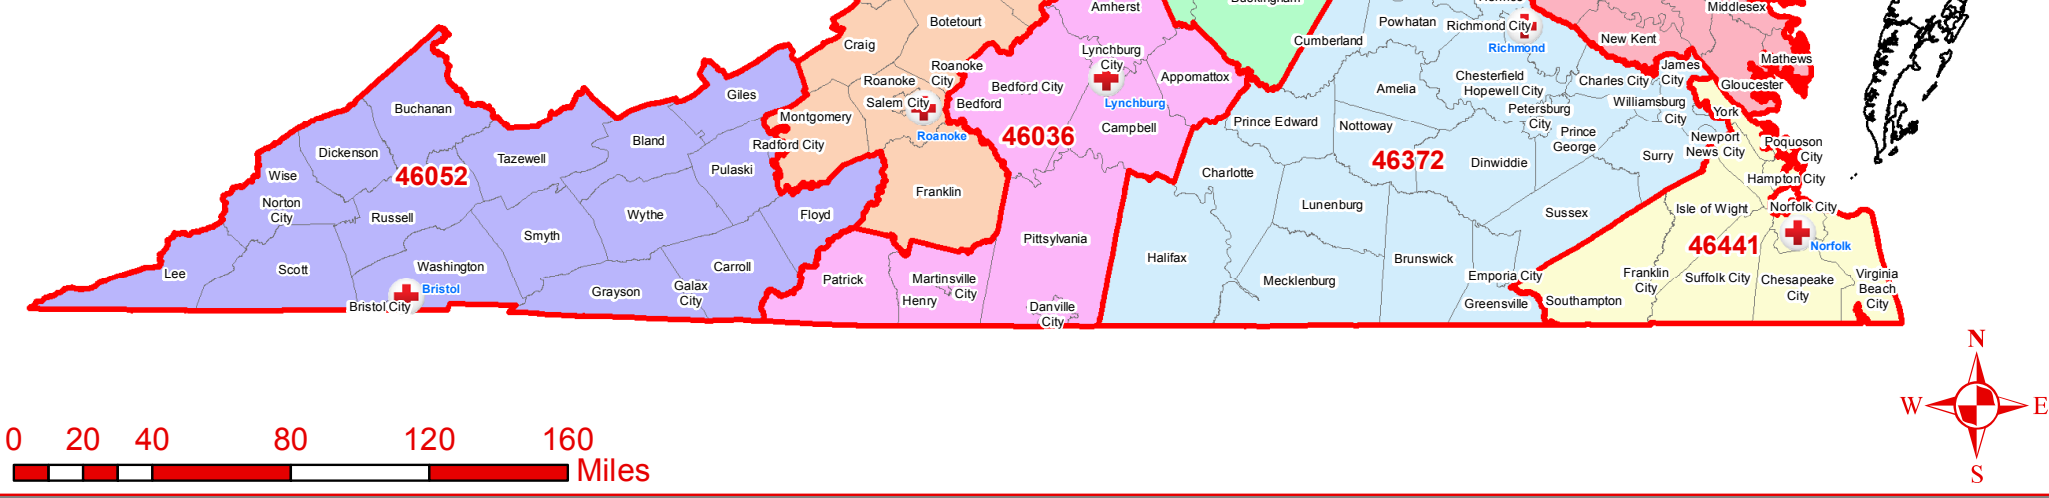 Buckingham
Amherst
Middlesex
Botetourt
Powhatan
Richmond City
Craig
Cumberland
New Kent
Richmond
Lynchburg
City
Mathews
Roanoke
City
James
City
Roanoke
Appomattox
Chesterfield
Hopewell City
Charles City
Gloucester
Bedford City
Amelia
Giles
Salem City
Bedford
Lynchburg
Williamsburg
City
Buchanan
Petersburg
City
York
Montgomery
Prince Edward
Nottoway
Campbell
Prince
George
Roanoke
46036
Newport
News City
Bland
Radford City
Poquoson
City
Dickenson
Tazewell
46372
Surry
Dinwiddie
Pulaski
Wise
46052
Charlotte
Hampton City
Franklin
Norton
City
Lunenburg
Norfolk City
Russell
Wythe
Floyd
Sussex
Isle of Wight
Smyth
Pittsylvania
46441
Norfolk
Halifax
Brunswick
Lee
Scott
Washington
Carroll
Patrick
Martinsville
City
Mecklenburg
Emporia City
Franklin
City
Suffolk City
Chesapeake
City
Virginia
Beach
City
Bristol
Grayson
Galax
City
Henry
Greensville
Southampton
Bristol City
Danville
City
N
W
E
S
0 20 40 80 120 160
Miles